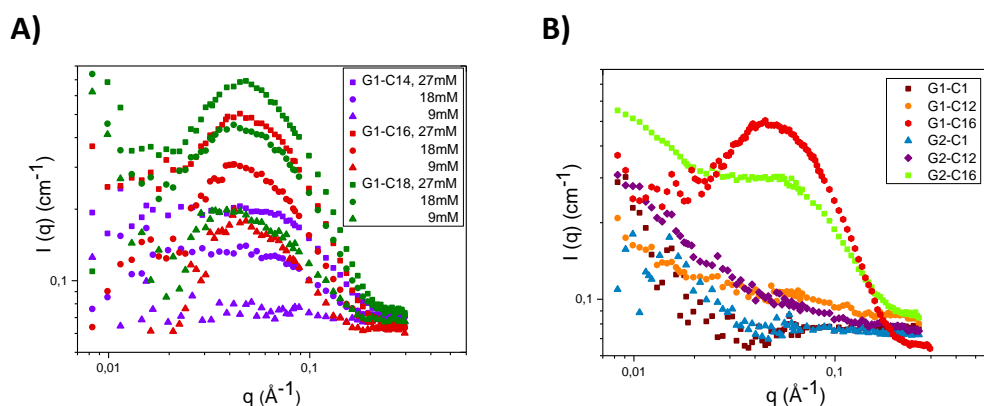 A)
G1-C14, 27mM
18mM
9mM
G1-C16, 27mM
18mM
9mM
G1-C18, 27mM
18mM
9mM
I (q) (cm-1)
0,1
0,01 0,1
q (Å-1)
B)
G1-C1
G1-C12
G1-C16
G2-C1
G2-C12
G2-C16
I (q) (cm-1)
0,1
0,01 0,1
q (Å-1)